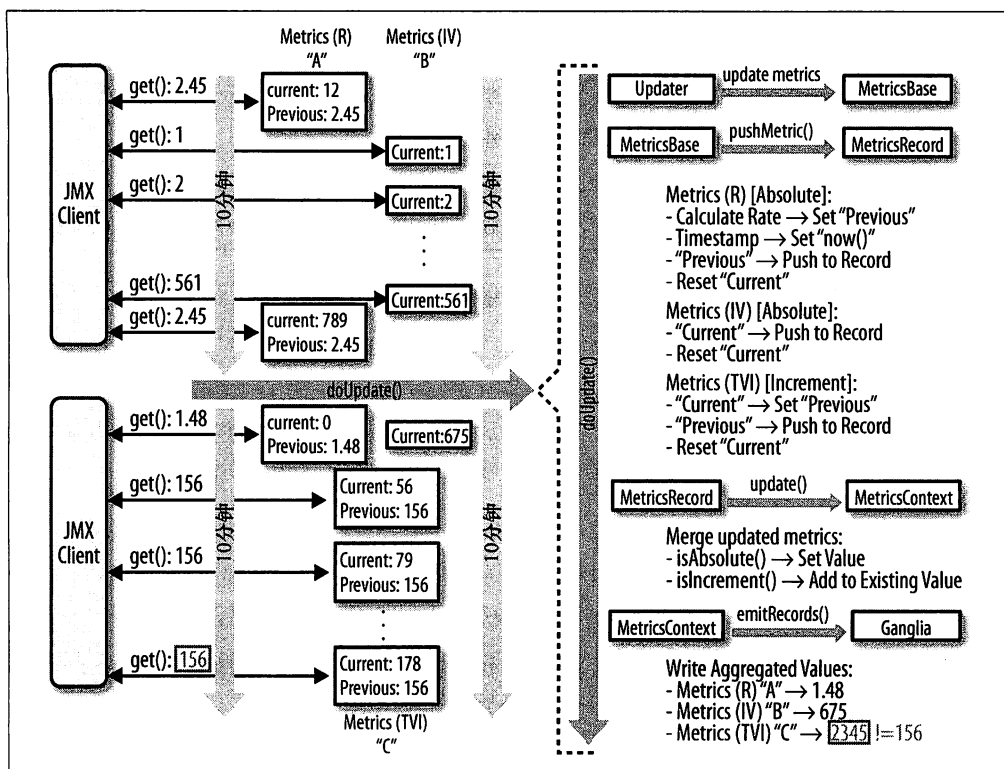 Metrics (R)
"A"
Metrics (IV)
"B"
JMX
Client
get(): 2.45
current: 12
Previous: 2.45
get(): 1
Current:1
get(): 2
Current:2
10分钟
10分钟
get(): 561
Current:561
get(): 2.45
current: 789
Previous: 2.45
doUpdate()
JMX
Client
get(): 1.48
current: 0
Previous: 1.48
Current:675
get(): 156
Current: 56
Previous: 156
10分钟
10分钟
get(): 156
Current: 79
Previous: 156
get(): 156
Current: 178
Previous: 156
Metrics (TVI)
"C"
doUpdate()
Updater
update metrics
MetricsBase
MetricsBase
pushMetric()
MetricsRecord
Metrics (R) [Absolute]:
- Calculate Rate → Set "Previous"
- Timestamp → Set "now()"
- "Previous" → Push to Record
- Reset "Current"
Metrics (IV) [Absolute]:
- "Current" → Push to Record
- Reset "Current"
Metrics (TVI) [Increment]:
- "Current" → Set "Previous"
- "Previous" → Push to Record
- Reset "Current"
MetricsRecord
update()
MetricsContext
Merge updated metrics:
- isAbsolute() → Set Value
- isIncrement() → Add to Existing Value
MetricsContext
emitRecords()
Ganglia
Write Aggregated Values:
- Metrics (R) "A" → 1.48
- Metrics (IV) "B" → 675
- Metrics (TVI) "C" → 2345 !=156